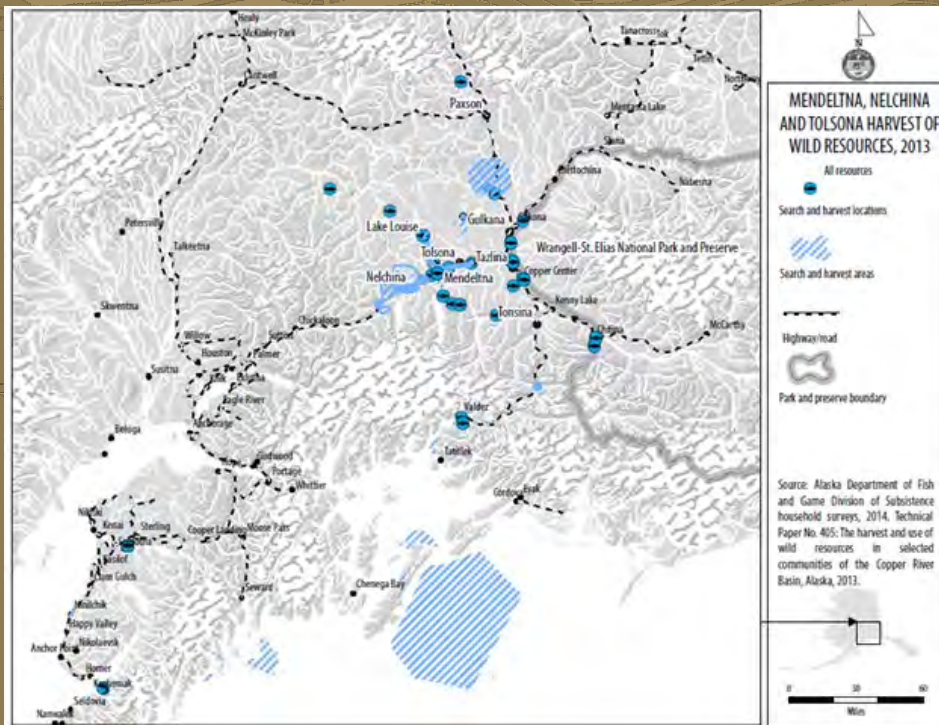 Healy
McKinley Park
Tanacross
Tok
Tetlin
Cantwell
Paxson
Mentasta Lake
Slana
Chistochina
Nabesna
Petersville
Talkeetna
Lake Louise
Gulkana
Tolsona
Tazlina
Wrangell-St. Elias National Park and Preserve
Nelchina
Mendeltna
Copper Center
Skwentna
Chickaloon
Tonsina
Kenny Lake
Chitina
McCarthy
Willow
Sutton
Houston
Palmer
Susitna
Eklutna
Eagle River
Valdez
Beluga
Anchorage
Tatitlek
Girdwood
Portage
Whittier
Cordova
Eyak
Nikiski
Kenai
Sterling
Cooper Landing
Moose Pass
Kasilof
Clam Gulch
Seward
Chenega Bay
Ninilchik
Happy Valley
Nikolaevsk
Anchor Point
Homer
Kachemak
Seldovia
Nanwalek
MENDELTNA, NELCHINA
AND TOLSONA HARVEST OF
WILD RESOURCES, 2013
All resources
Search and harvest locations
Search and harvest areas
Highway/road
Park and preserve boundary
Source: Alaska Department of Fish
and Game Division of Subsistence
household surveys, 2014. Technical
Paper No. 405: The harvest and use of
wild resources in selected
communities of the Copper River
Basin, Alaska, 2013.
0 30 60
Miles